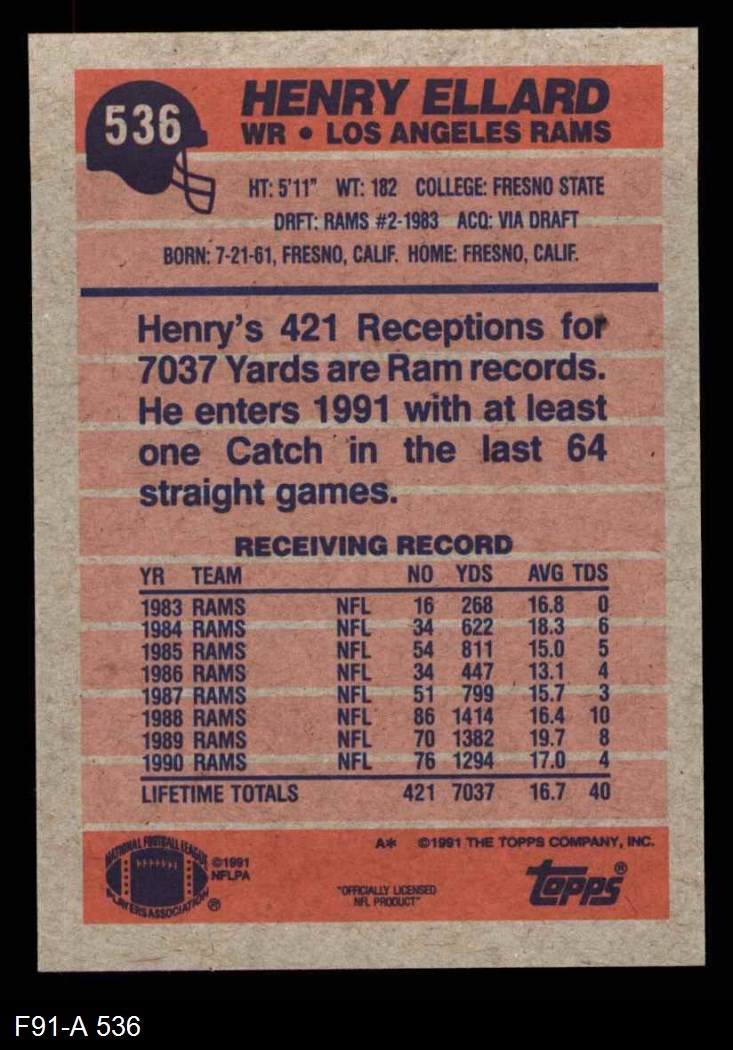 536
HENRY ELLARD
WR • LOS ANGELES RAMS
HT: 5'11" WT: 182 COLLEGE: FRESNO STATE
DRFT: RAMS #2-1983 ACQ: VIA DRAFT
BORN: 7-21-61, FRESNO, CALIF. HOME: FRESNO, CALIF.
Henry's 421 Receptions for
7037 Yards are Ram records.
He enters 1991 with at least
one Catch in the last 64
straight games.
RECEIVING RECORD
YR TEAM NO YDS AVG TDS
1983 RAMS NFL 16 268 16.8 0
1984 RAMS NFL 34 622 18.3 6
1985 RAMS NFL 54 811 15.0 5
1986 RAMS NFL 34 447 13.1 4
1987 RAMS NFL 51 799 15.7 3
1988 RAMS NFL 86 1414 16.4 10
1989 RAMS NFL 70 1382 19.7 8
1990 RAMS NFL 76 1294 17.0 4
LIFETIME TOTALS 421 7037 16.7 40
A* ©1991 THE TOPPS COMPANY, INC.
NATIONAL FOOTBALL LEAGUE
PLAYERS ASSOCIATION ®
©1991
NFLPA
"OFFICIALLY LICENSED
NFL PRODUCT"
topps®
F91-A 536